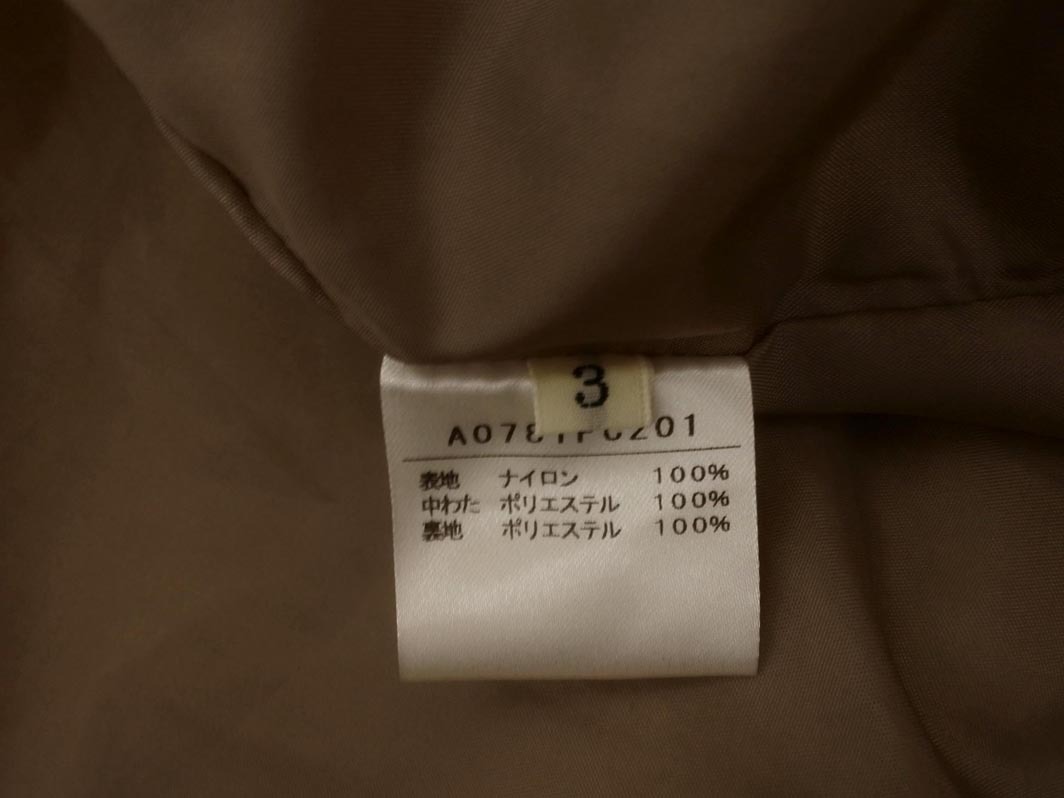 3
表地 ナイロン 100%
中わた ポリエステル 100%
裏地 ポリエステル 100%